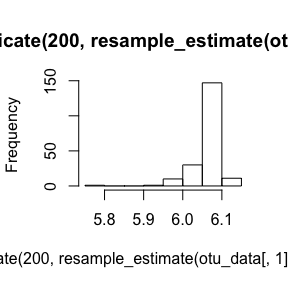 icate(200, resample_estimate(ot
Frequency
150
50
0
5.8 5.9 6.0 6.1
ate(200, resample_estimate(otu_data[, 1]